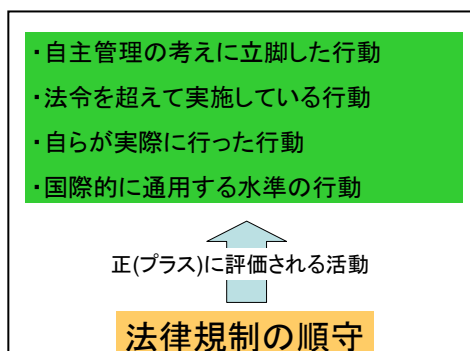 ・自主管理の考えに立脚した行動
・法令を超えて実施している行動
・自らが実際に行った行動
・国際的に通用する水準の行動
正(プラス)に評価される活動
法律規制の順守